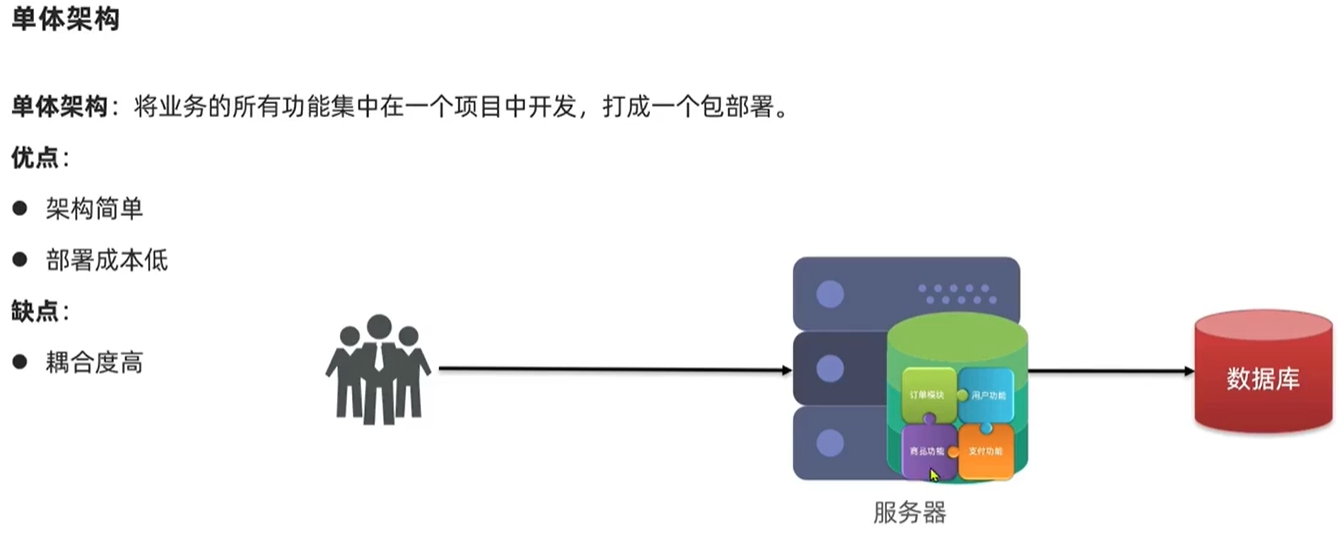 单体架构
单体架构：将业务的所有功能集中在一个项目中开发，打成一个包部署。
优点：
● 架构简单
● 部署成本低
缺点：
● 耦合度高
订单模块
用户功能
商品功能
支付功能
服务器
数据库